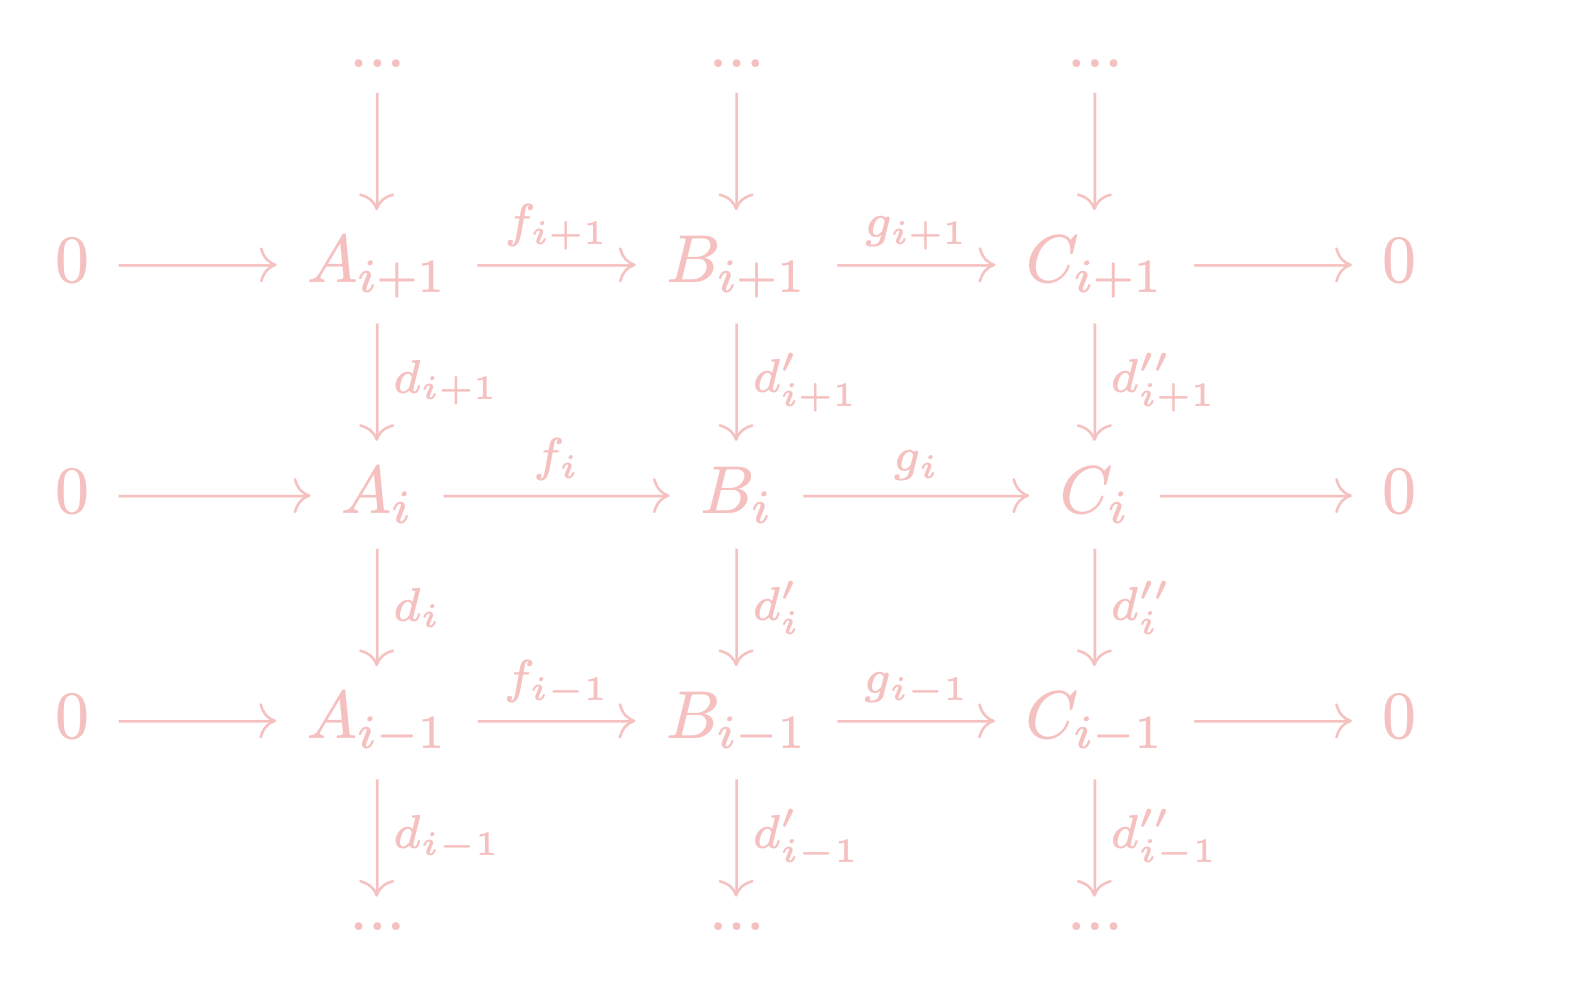 ... ... ...
0 A_{i+1} f_{i+1} B_{i+1} g_{i+1} C_{i+1} 0
d_{i+1} d'_{i+1} d''_{i+1}
0 A_i f_i B_i g_i C_i 0
d_i d'_i d''_i
0 A_{i−1} f_{i−1} B_{i−1} g_{i−1} C_{i−1} 0
d_{i−1} d'_{i−1} d''_{i−1}
... ... ...